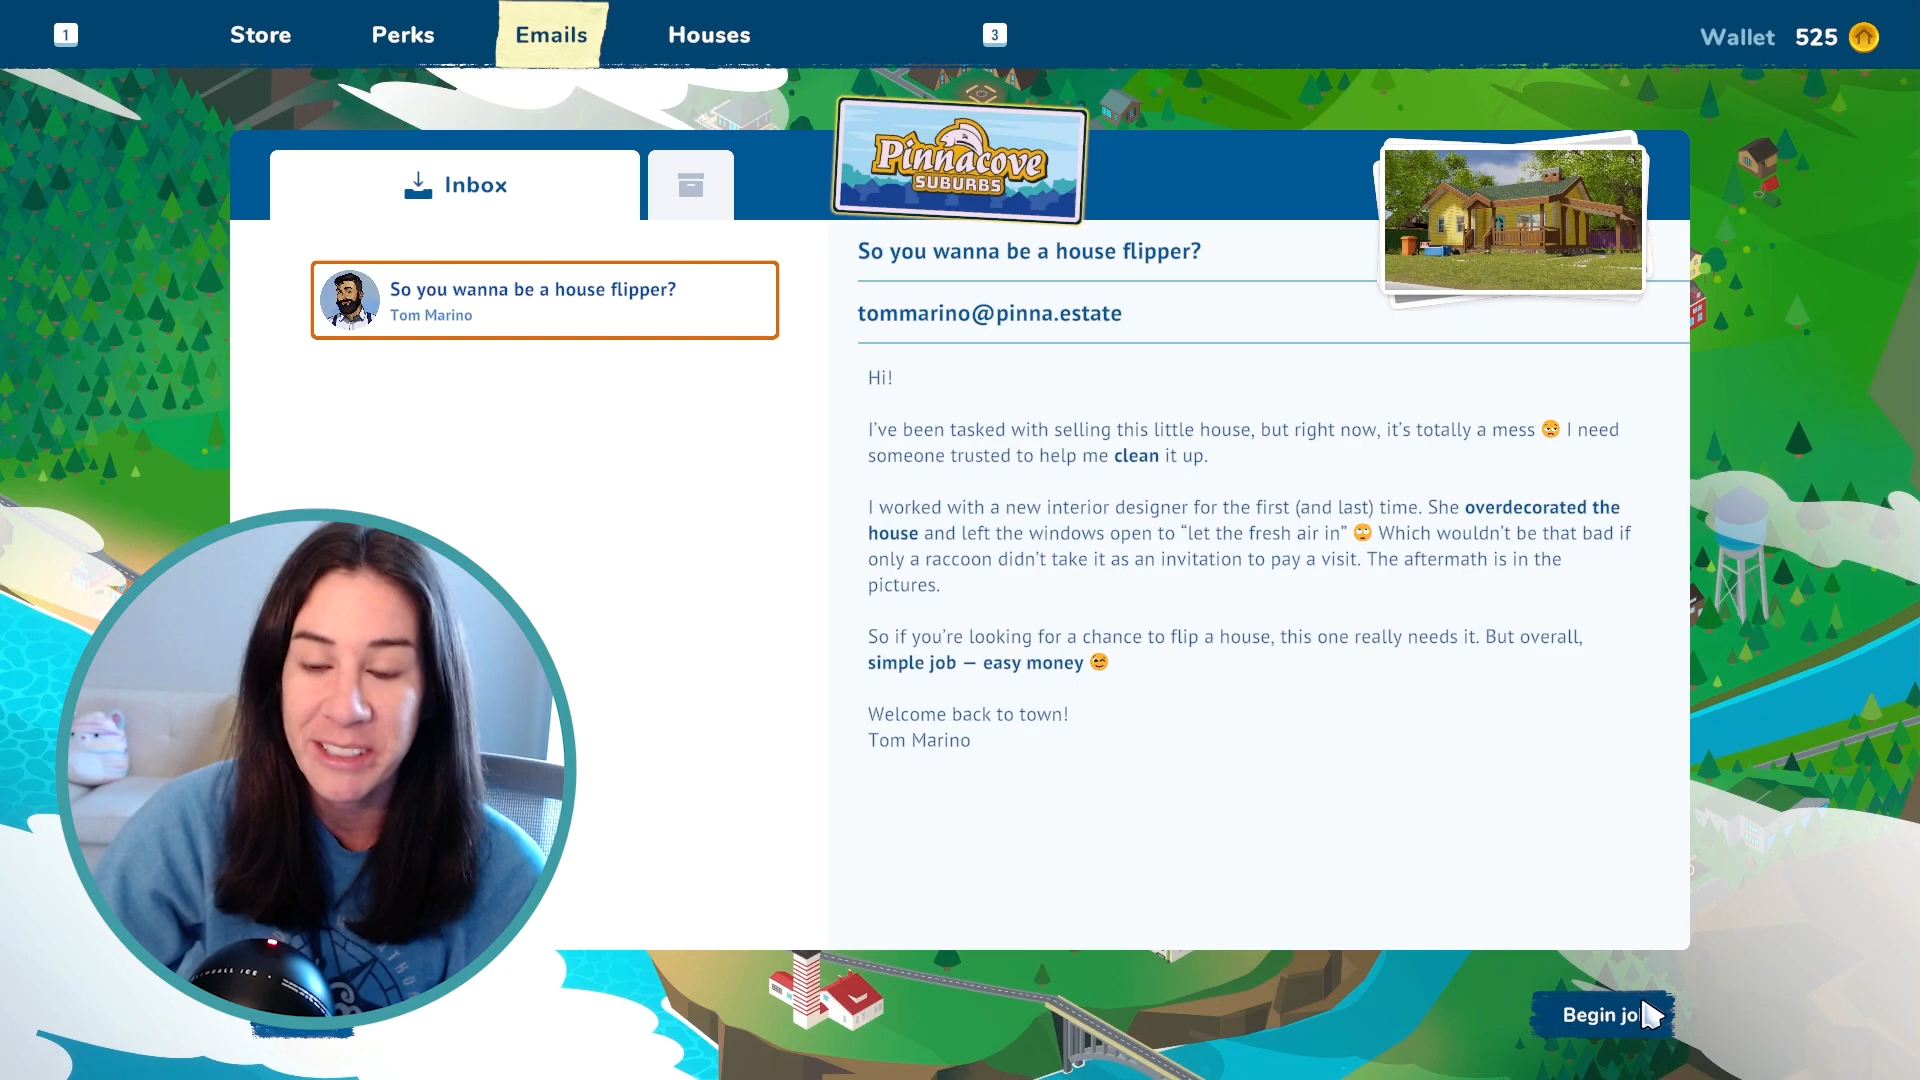 1
Store
Perks
Emails
Houses
3
Wallet 525
Inbox
Pinnacove
SUBURBS
So you wanna be a house flipper?
Tom Marino
So you wanna be a house flipper?
tommarino@pinna.estate
Hi!
I've been tasked with selling this little house, but right now, it's totally a mess 😒 I need
someone trusted to help me clean it up.
I worked with a new interior designer for the first (and last) time. She overdecorated the
house and left the windows open to “let the fresh air in” 🙄 Which wouldn't be that bad if
only a raccoon didn't take it as an invitation to pay a visit. The aftermath is in the
pictures.
So if you're looking for a chance to flip a house, this one really needs it. But overall,
simple job — easy money 😊
Welcome back to town!
Tom Marino
Begin jo